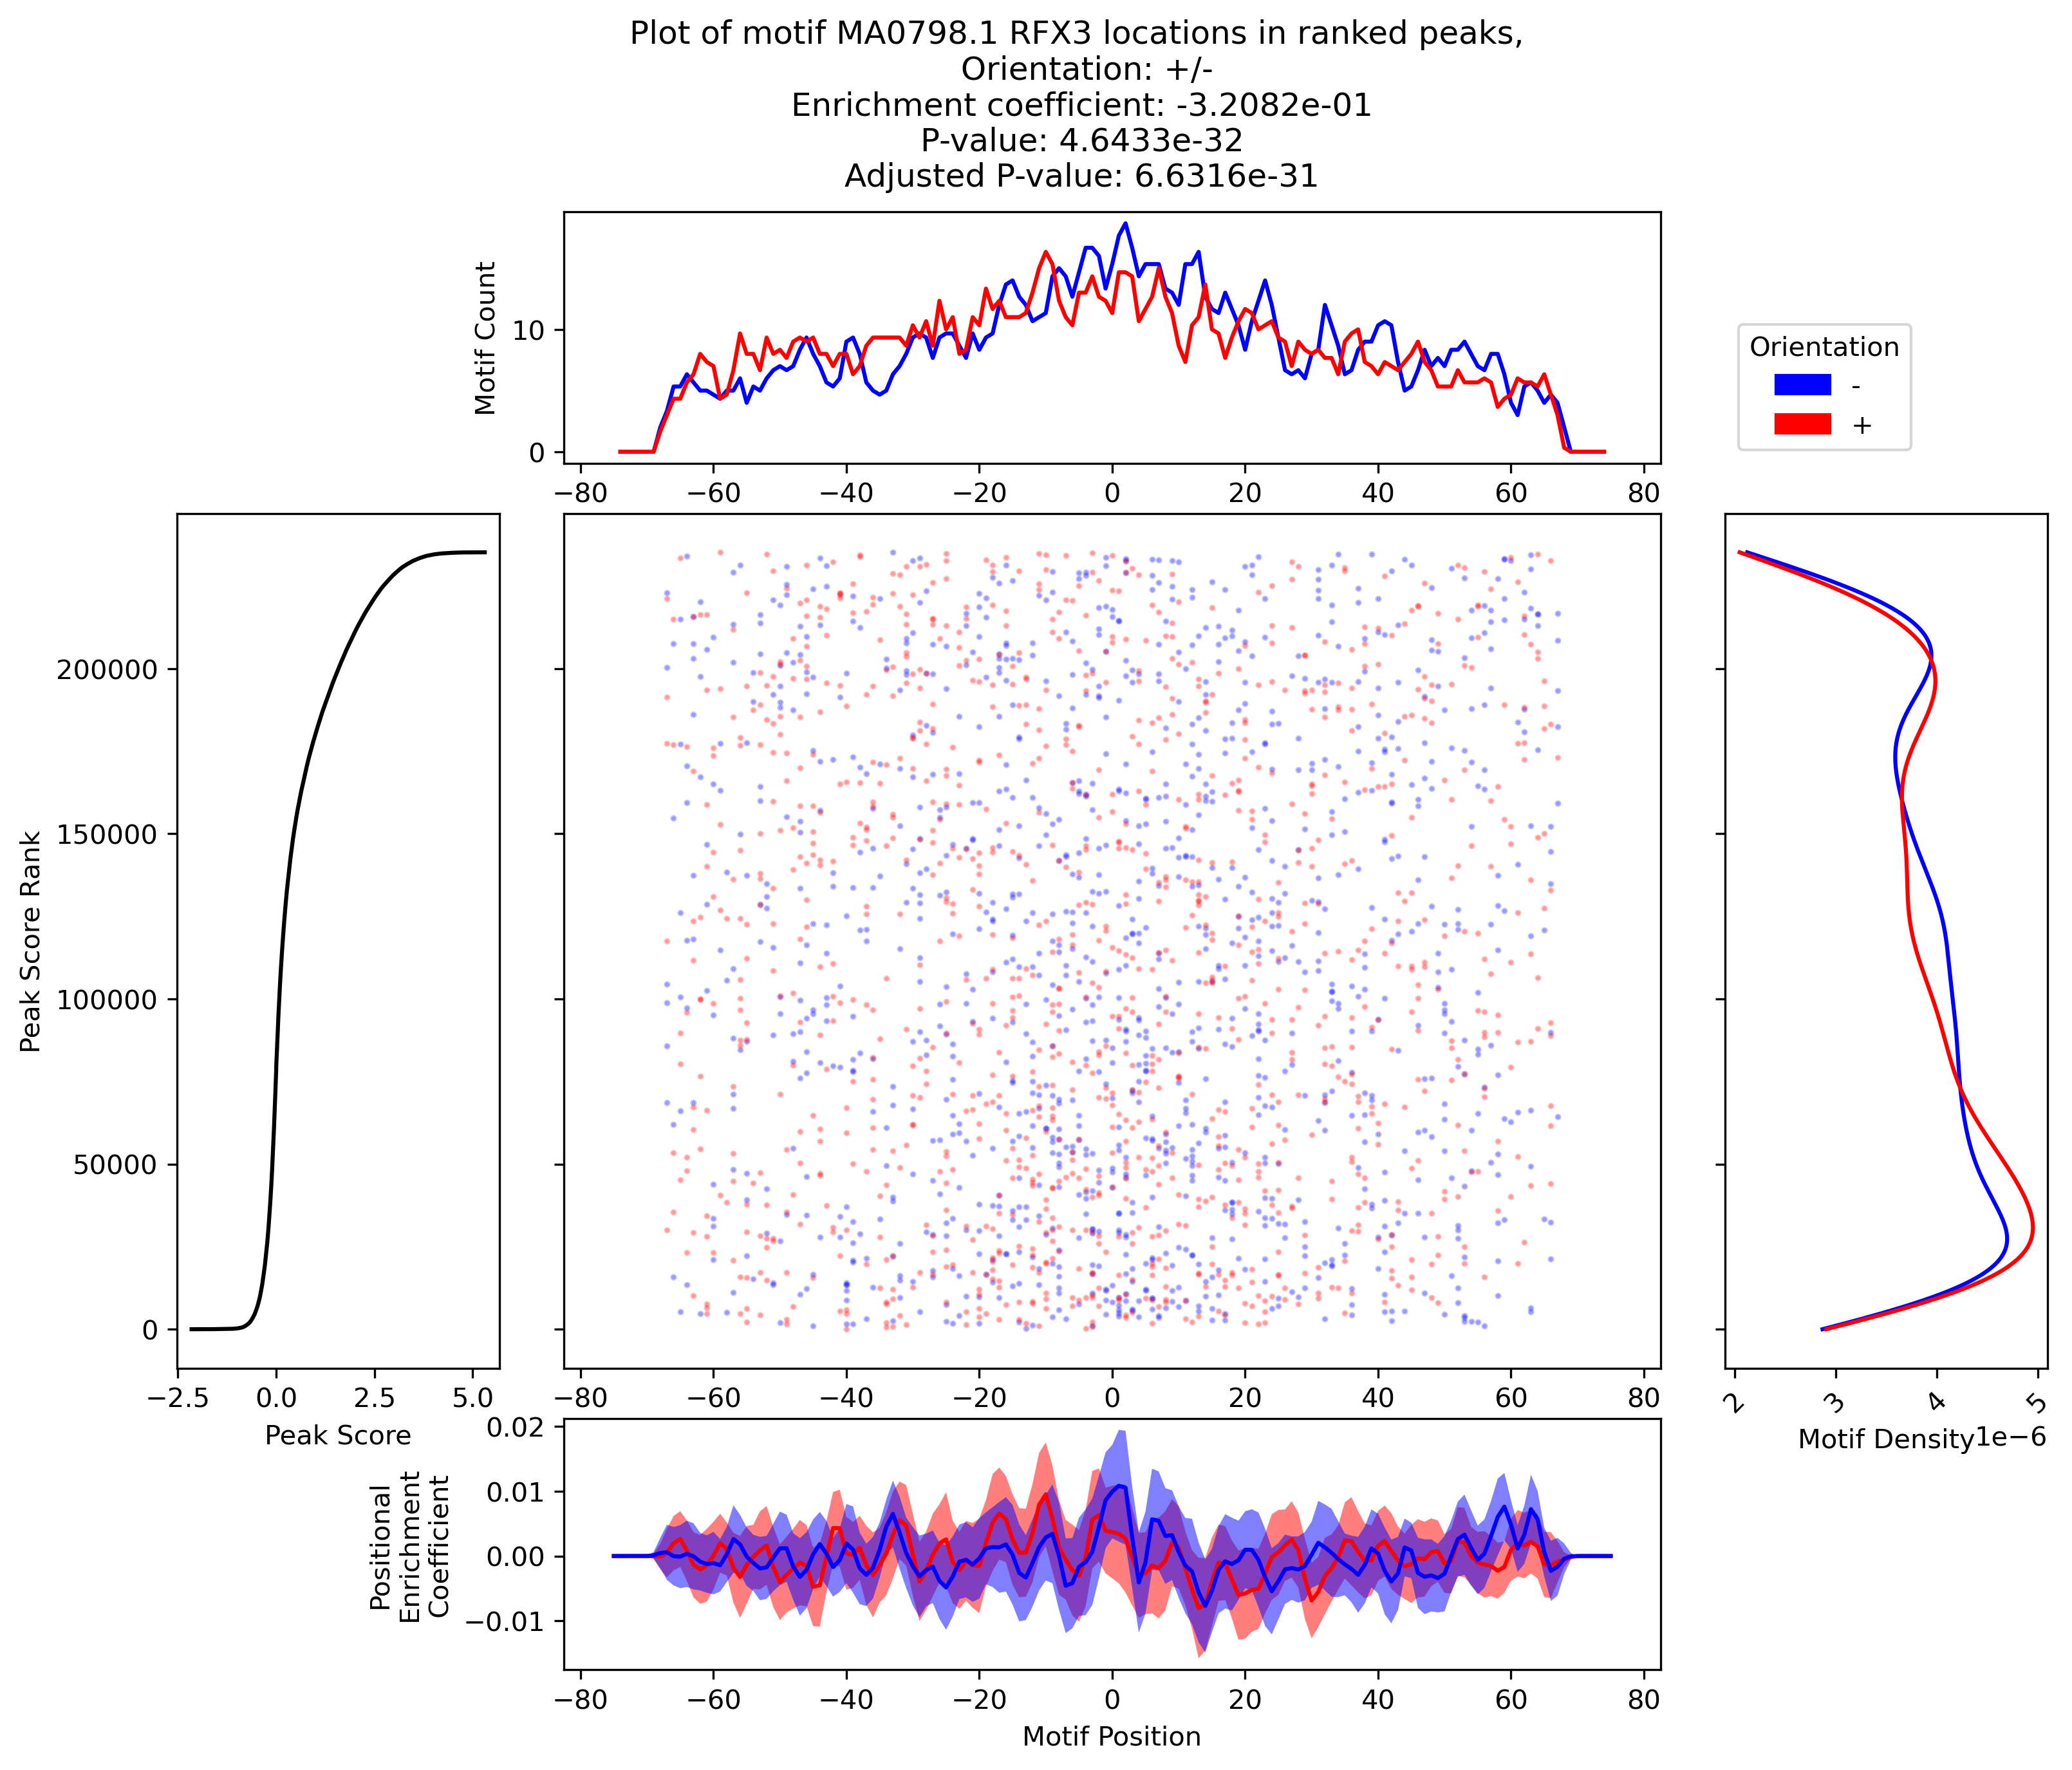 Plot of motif MA0798.1 RFX3 locations in ranked peaks,
Orientation: +/-
Enrichment coefficient: -3.2082e-01
P-value: 4.6433e-32
Adjusted P-value: 6.6316e-31
Motif Count
10
0
−80 −60 −40 −20 0 20 40 60 80
Orientation
-
+
Peak Score Rank
200000
150000
100000
50000
0
−2.5 0.0 2.5 5.0
Peak Score
−80 −60 −40 −20 0 20 40 60 80
2 3 4 5
Motif Density
1e−6
Positional
Enrichment
Coefficient
0.02
0.01
0.00
−0.01
−80 −60 −40 −20 0 20 40 60 80
Motif Position